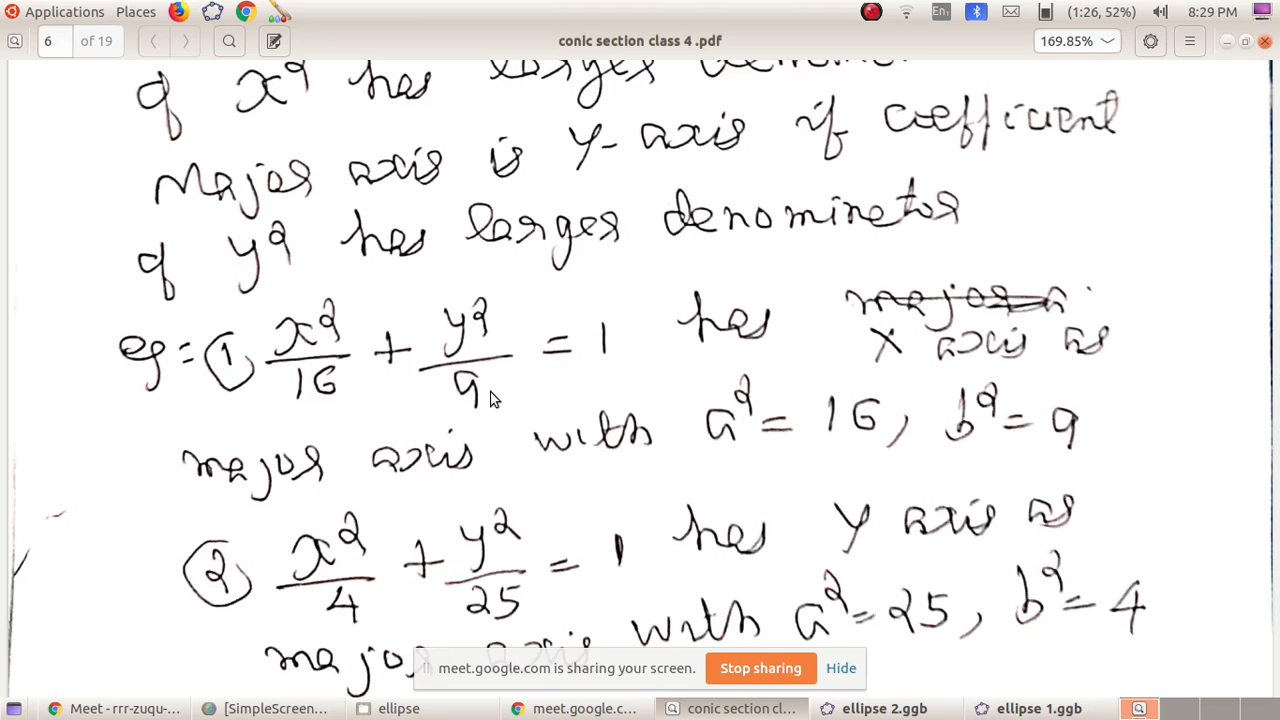 Applications Places En₁ (1:26, 52%) 8:29 PM
6 of 19 conic section class 4 .pdf 169.85%
of x² has larger
Major axis is Y-axis if coefficient
of y² has larger denominator
eg= ① x²/16 + y²/9 = 1 has X axis as
major axis with a² = 16, b² = 9
② x²/4 + y²/25 = 1 has Y axis as
major axis with a² = 25, b² = 4
meet.google.com is sharing your screen. Stop sharing Hide
Meet - rrr-zuqu-... [SimpleScreen... ellipse meet.google.c... conic section cl... ellipse 2.ggb ellipse 1.ggb